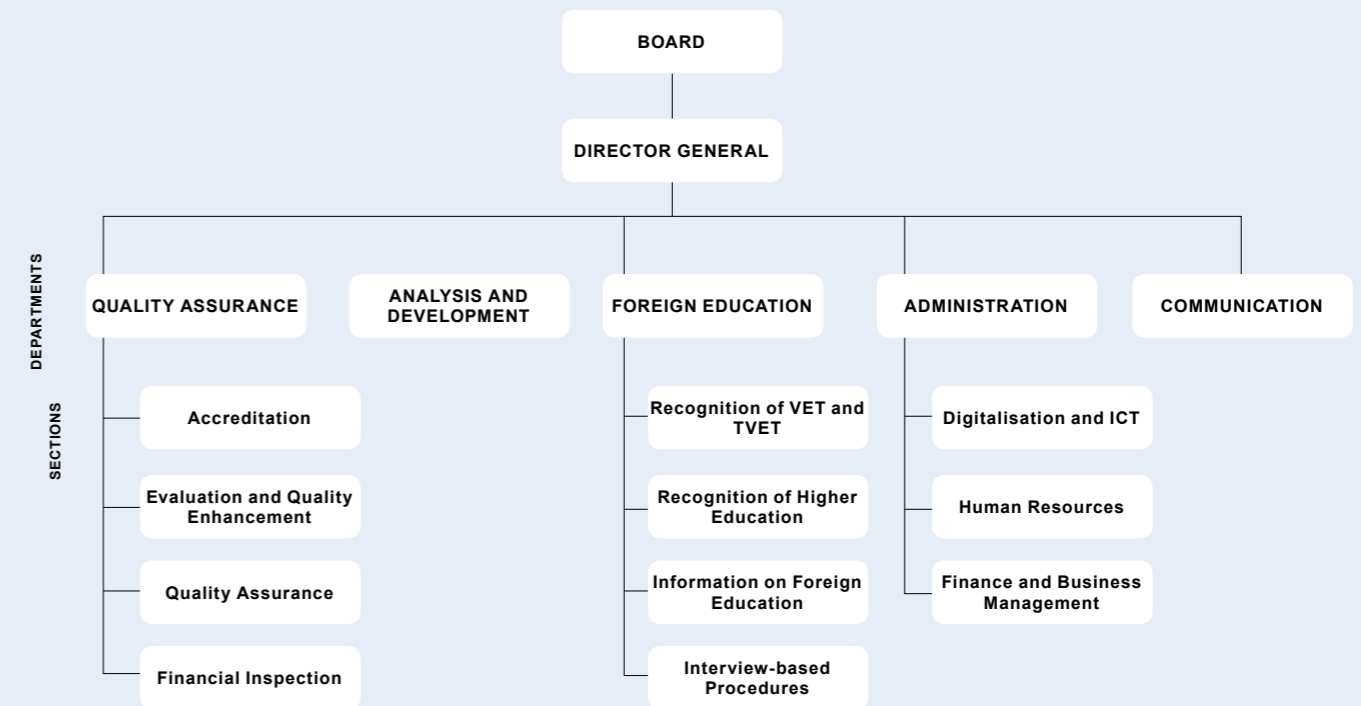 BOARD
DIRECTOR GENERAL
DEPARTMENTS
QUALITY ASSURANCE
ANALYSIS AND
DEVELOPMENT
FOREIGN EDUCATION
ADMINISTRATION
COMMUNICATION
SECTIONS
Accreditation
Evaluation and Quality
Enhancement
Quality Assurance
Financial Inspection
Recognition of VET and
TVET
Recognition of Higher
Education
Information on Foreign
Education
Interview-based
Procedures
Digitalisation and ICT
Human Resources
Finance and Business
Management